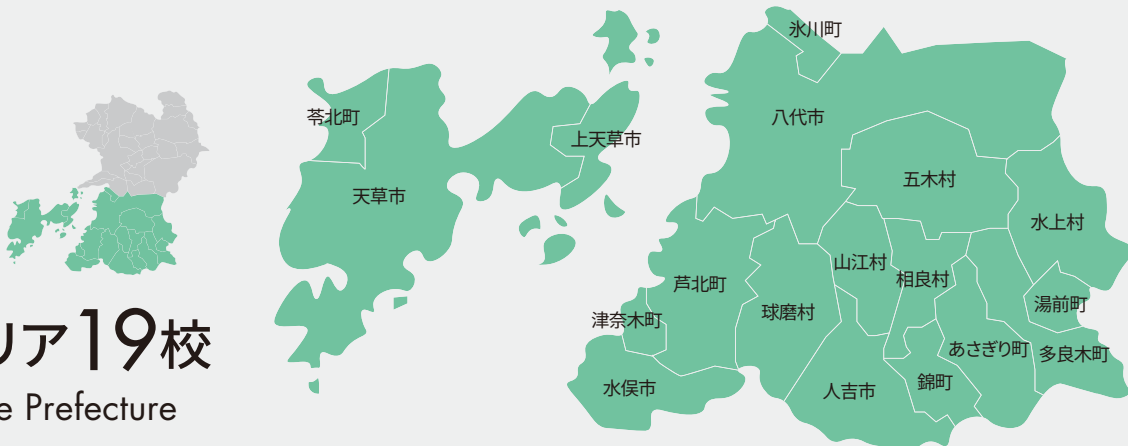 氷川町
苓北町
八代市
上天草市
五木村
天草市
水上村
山江村
相良村
芦北町
湯前町
球磨村
津奈木町
リア19校
あさぎり町
多良木町
水俣市
人吉市
錦町
e Prefecture